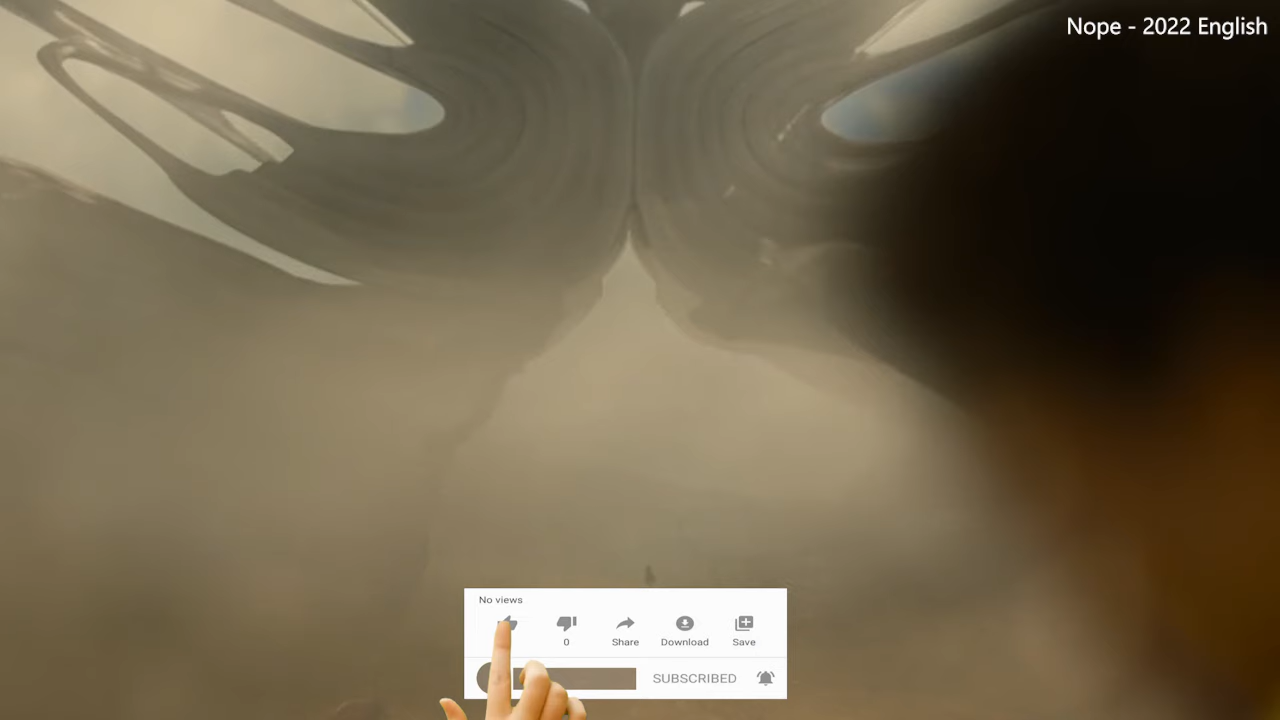 Nope - 2022 English
No views
0
Share
Download
Save
SUBSCRIBED